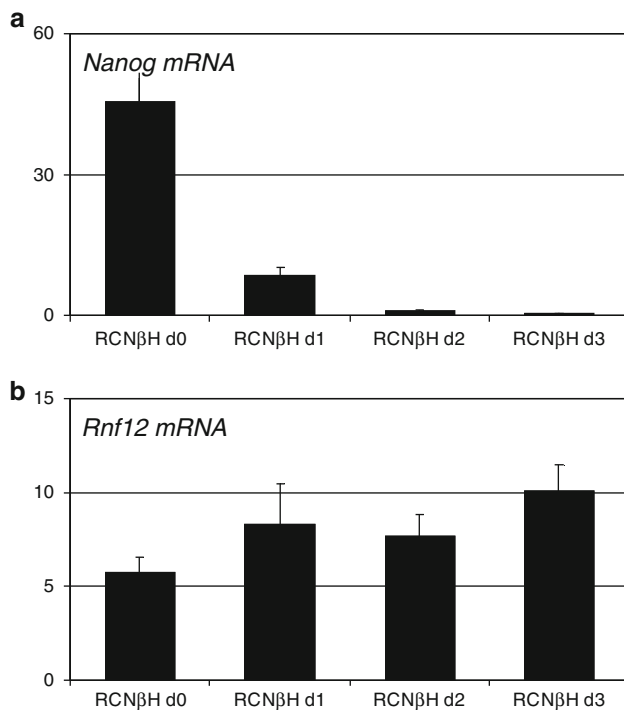 a
60
Nanog mRNA
30
0
RCNβH d0 RCNβH d1 RCNβH d2 RCNβH d3
b
15
Rnf12 mRNA
10
5
0
RCNβH d0 RCNβH d1 RCNβH d2 RCNβH d3